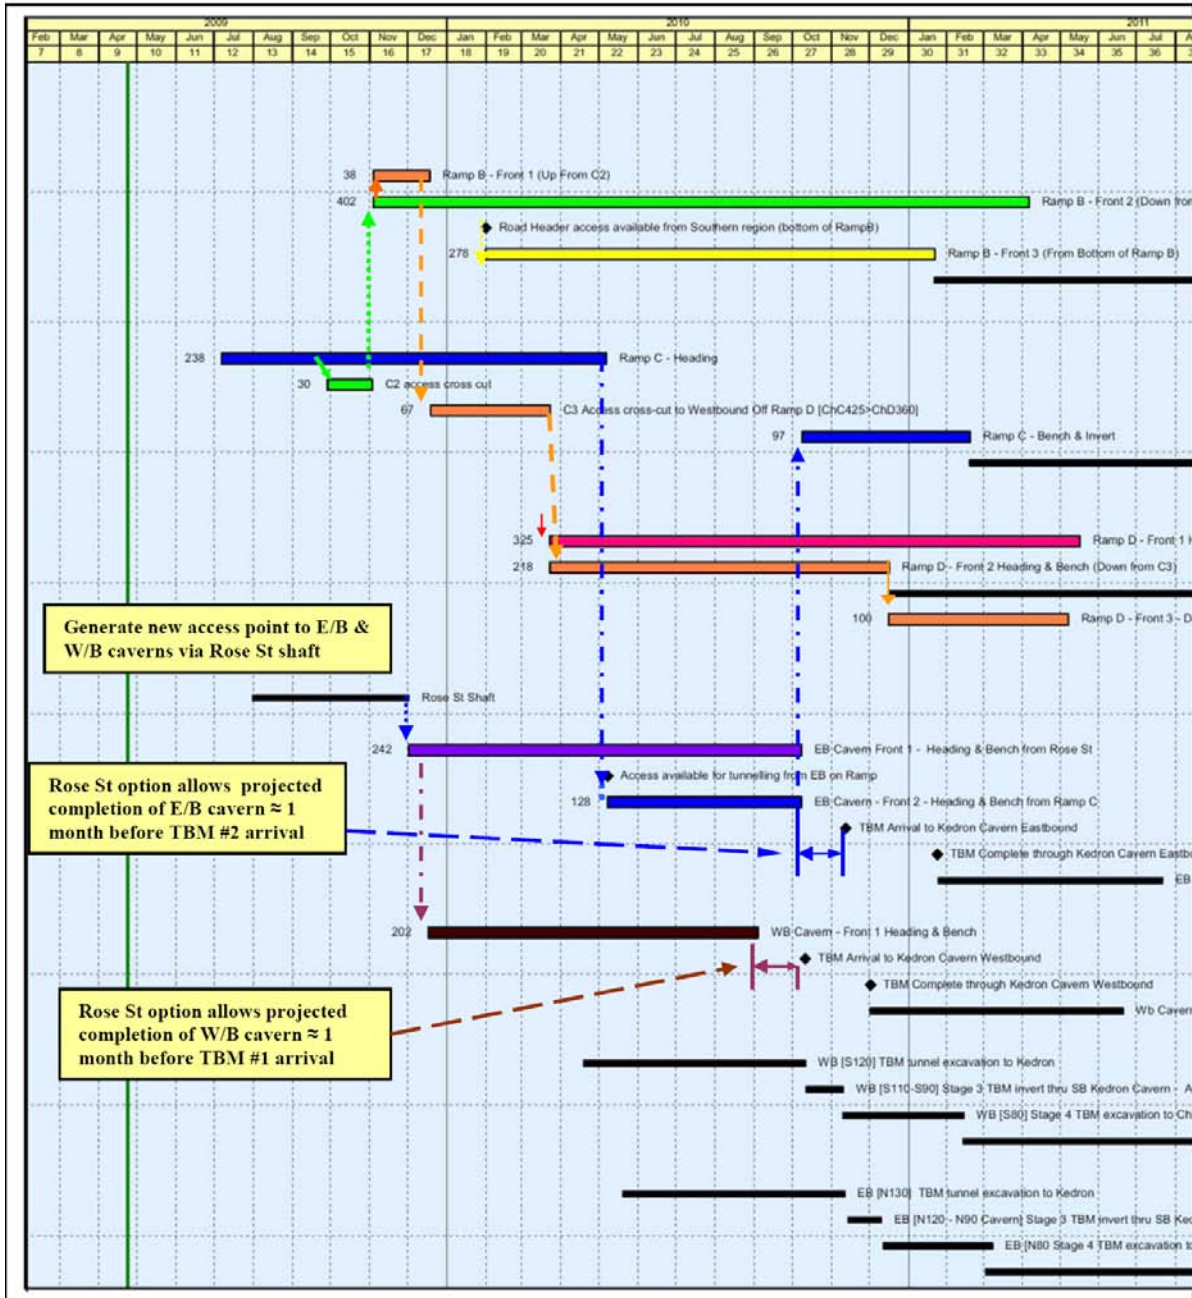 2009 2010 2011
Feb Mar Apr May Jun Jul Aug Sep Oct Nov Dec Jan Feb Mar Apr May Jun Jul Aug Sep Oct Nov Dec Jan Feb Mar Apr May Jun Jul A
7 8 9 10 11 12 13 14 15 16 17 18 19 20 21 22 23 24 25 26 27 28 29 30 31 32 33 34 35 36
38 Ramp B - Front 1 (Up From C2)
402 Ramp B - Front 2 (Down from
Road Header access available from Southern region (bottom of RampB)
278 Ramp B - Front 3 (From Bottom of Ramp B)
238 Ramp C - Heading
30 C2 access cross cut
67 C3 Access cross-cut to Westbound Off Ramp D [ChC425>ChD360]
97 Ramp C - Bench & Invert
325 Ramp D - Front 1 H
218 Ramp D - Front 2 Heading & Bench (Down from C3)
100 Ramp D - Front 3 - D
Generate new access point to E/B &
W/B caverns via Rose St shaft
Rose St Shaft
242 EB Cavern Front 1 - Heading & Bench from Rose St
Access available for tunnelling from EB on Ramp
128 EB Cavern - Front 2 - Heading & Bench from Ramp C
Rose St option allows projected
completion of E/B cavern ≈ 1
month before TBM #2 arrival
TBM Arrival to Kedron Cavern Eastbound
TBM Complete through Kedron Cavern Eastbo
EB
202 WB Cavern - Front 1 Heading & Bench
TBM Arrival to Kedron Cavern Westbound
TBM Complete through Kedron Cavern Westbound
Rose St option allows projected
completion of W/B cavern ≈ 1
month before TBM #1 arrival
Wb Cavern
WB [S120] TBM tunnel excavation to Kedron
WB [S110-S90] Stage 3 TBM invert thru SB Kedron Cavern - A
WB [S80] Stage 4 TBM excavation to Ch
EB [N130] TBM tunnel excavation to Kedron
EB [N120 - N90 Cavern] Stage 3 TBM invert thru SB Ked
EB [N80 Stage 4 TBM excavation to